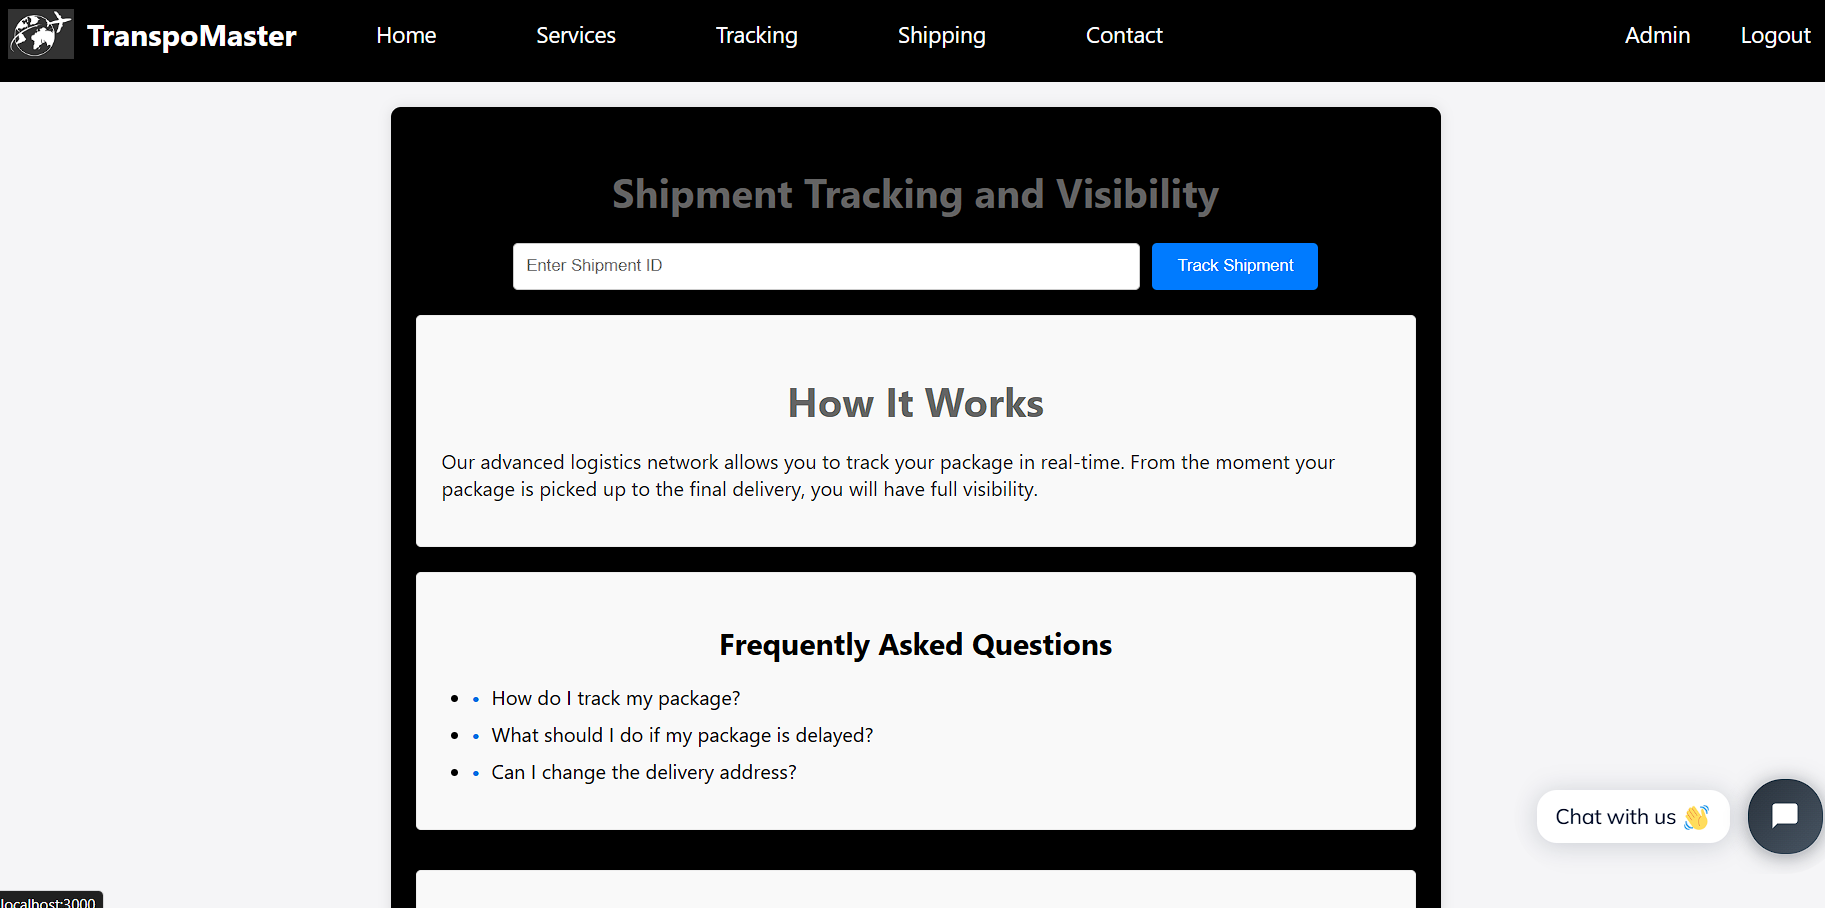 TranspoMaster Home Services Tracking Shipping Contact Admin Logout
Shipment Tracking and Visibility
Enter Shipment ID Track Shipment
How It Works
Our advanced logistics network allows you to track your package in real-time. From the moment your
package is picked up to the final delivery, you will have full visibility.
Frequently Asked Questions
• • How do I track my package?
• • What should I do if my package is delayed?
• • Can I change the delivery address?
Chat with us 👋
localhost:3000